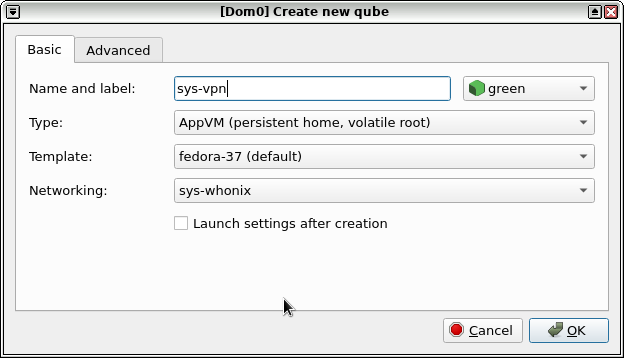 [Dom0] Create new qube
Basic Advanced
Name and label: sys-vpn green
Type: AppVM (persistent home, volatile root)
Template: fedora-37 (default)
Networking: sys-whonix
Launch settings after creation
Cancel OK